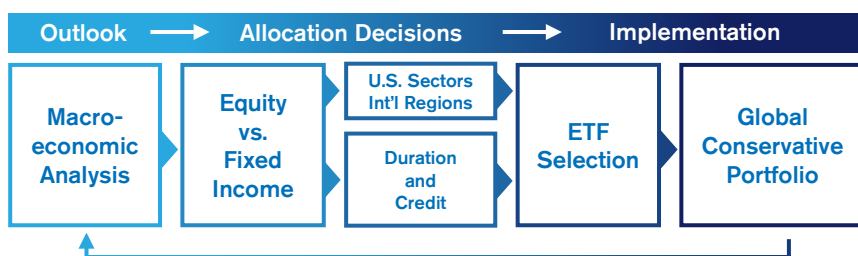 Outlook Allocation Decisions Implementation
Macro-
economic
Analysis
Equity
vs.
Fixed
Income
U.S. Sectors
Int'l Regions
Duration
and
Credit
ETF
Selection
Global
Conservative
Portfolio